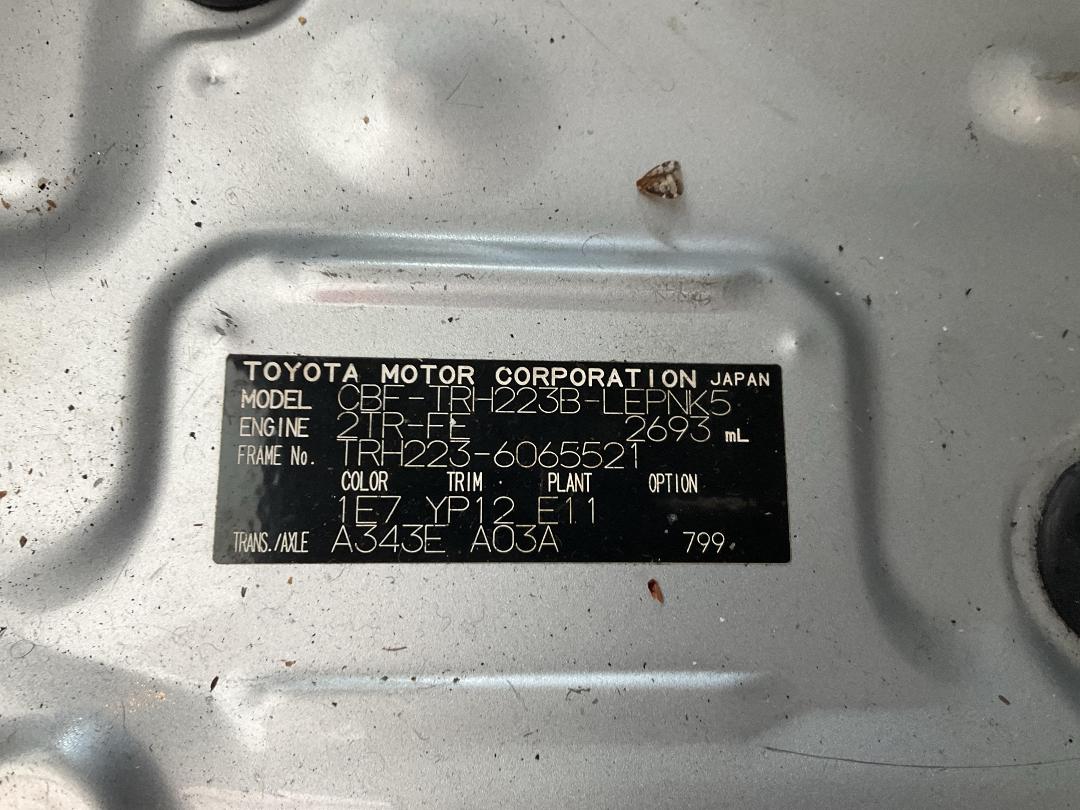 TOYOTA MOTOR CORPORATION JAPAN
MODEL CBF-TRH223B-LEPNK5
ENGINE 2TR-FE 2693 mL
FRAME No. TRH223-6065521
COLOR TRIM PLANT OPTION
1E7 YP12 E11
TRANS./AXLE A343E A03A 799